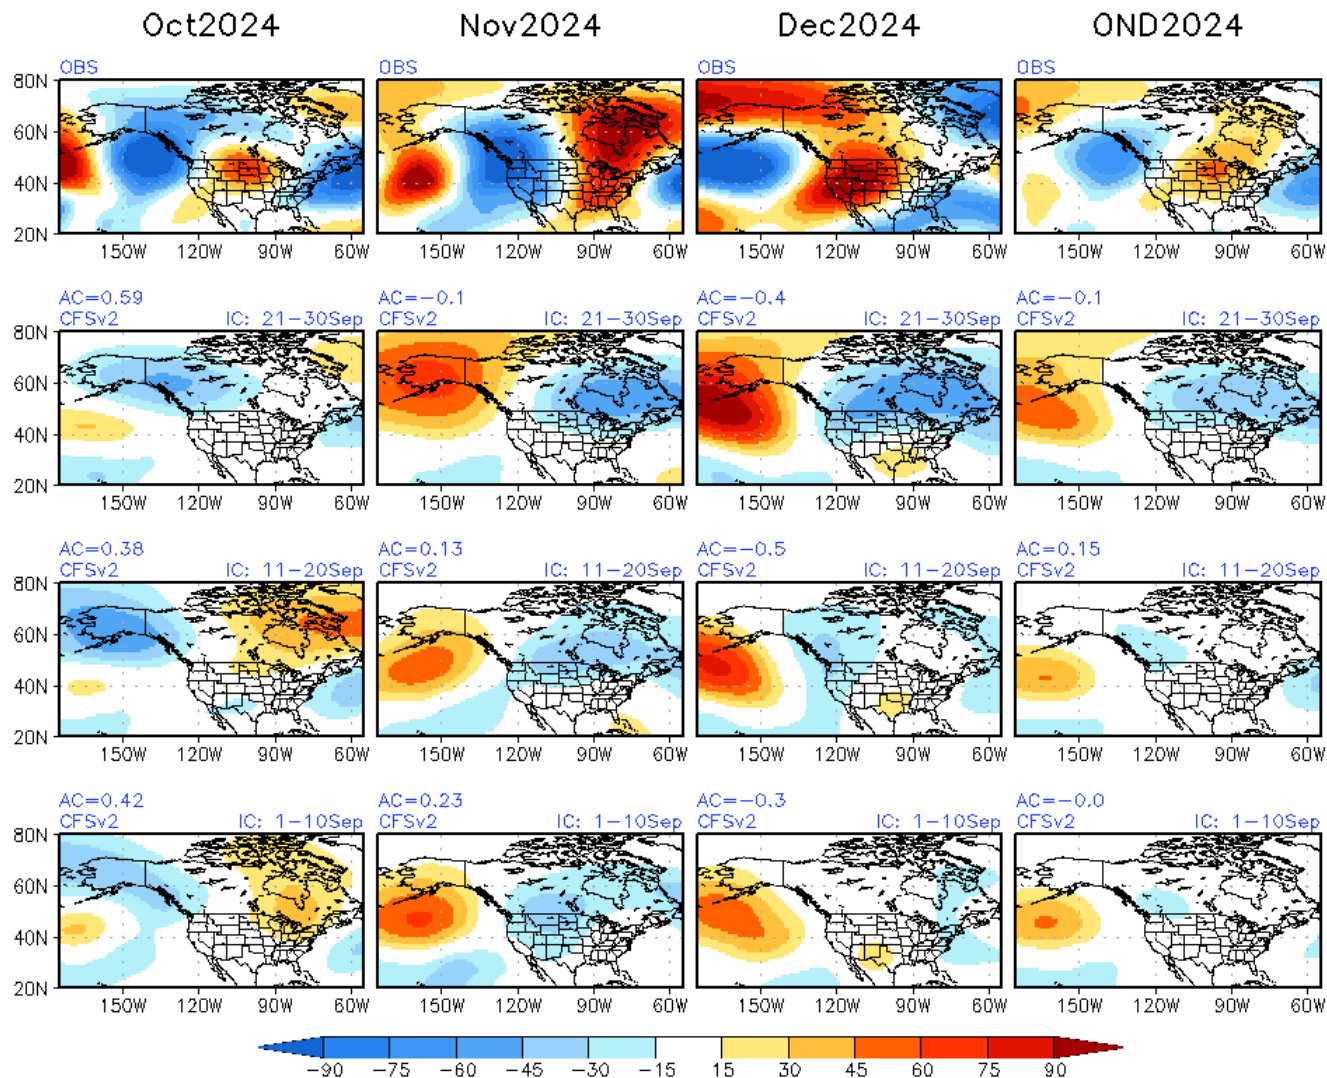 Oct2024 Nov2024 Dec2024 OND2024
OBS OBS OBS OBS
80N
60N
40N
20N
150W 120W 90W 60W 150W 120W 90W 60W 150W 120W 90W 60W 150W 120W 90W 60W
AC=0.59 AC=−0.1 AC=−0.4 AC=−0.1
CFSv2 IC: 21−30Sep CFSv2 IC: 21−30Sep CFSv2 IC: 21−30Sep CFSv2 IC: 21−30Sep
80N
60N
40N
20N
150W 120W 90W 60W 150W 120W 90W 60W 150W 120W 90W 60W 150W 120W 90W 60W
AC=0.38 AC=0.13 AC=−0.5 AC=0.15
CFSv2 IC: 11−20Sep CFSv2 IC: 11−20Sep CFSv2 IC: 11−20Sep CFSv2 IC: 11−20Sep
80N
60N
40N
20N
150W 120W 90W 60W 150W 120W 90W 60W 150W 120W 90W 60W 150W 120W 90W 60W
AC=0.42 AC=0.23 AC=−0.3 AC=−0.0
CFSv2 IC: 1−10Sep CFSv2 IC: 1−10Sep CFSv2 IC: 1−10Sep CFSv2 IC: 1−10Sep
80N
60N
40N
20N
150W 120W 90W 60W 150W 120W 90W 60W 150W 120W 90W 60W 150W 120W 90W 60W
−90 −75 −60 −45 −30 −15 15 30 45 60 75 90